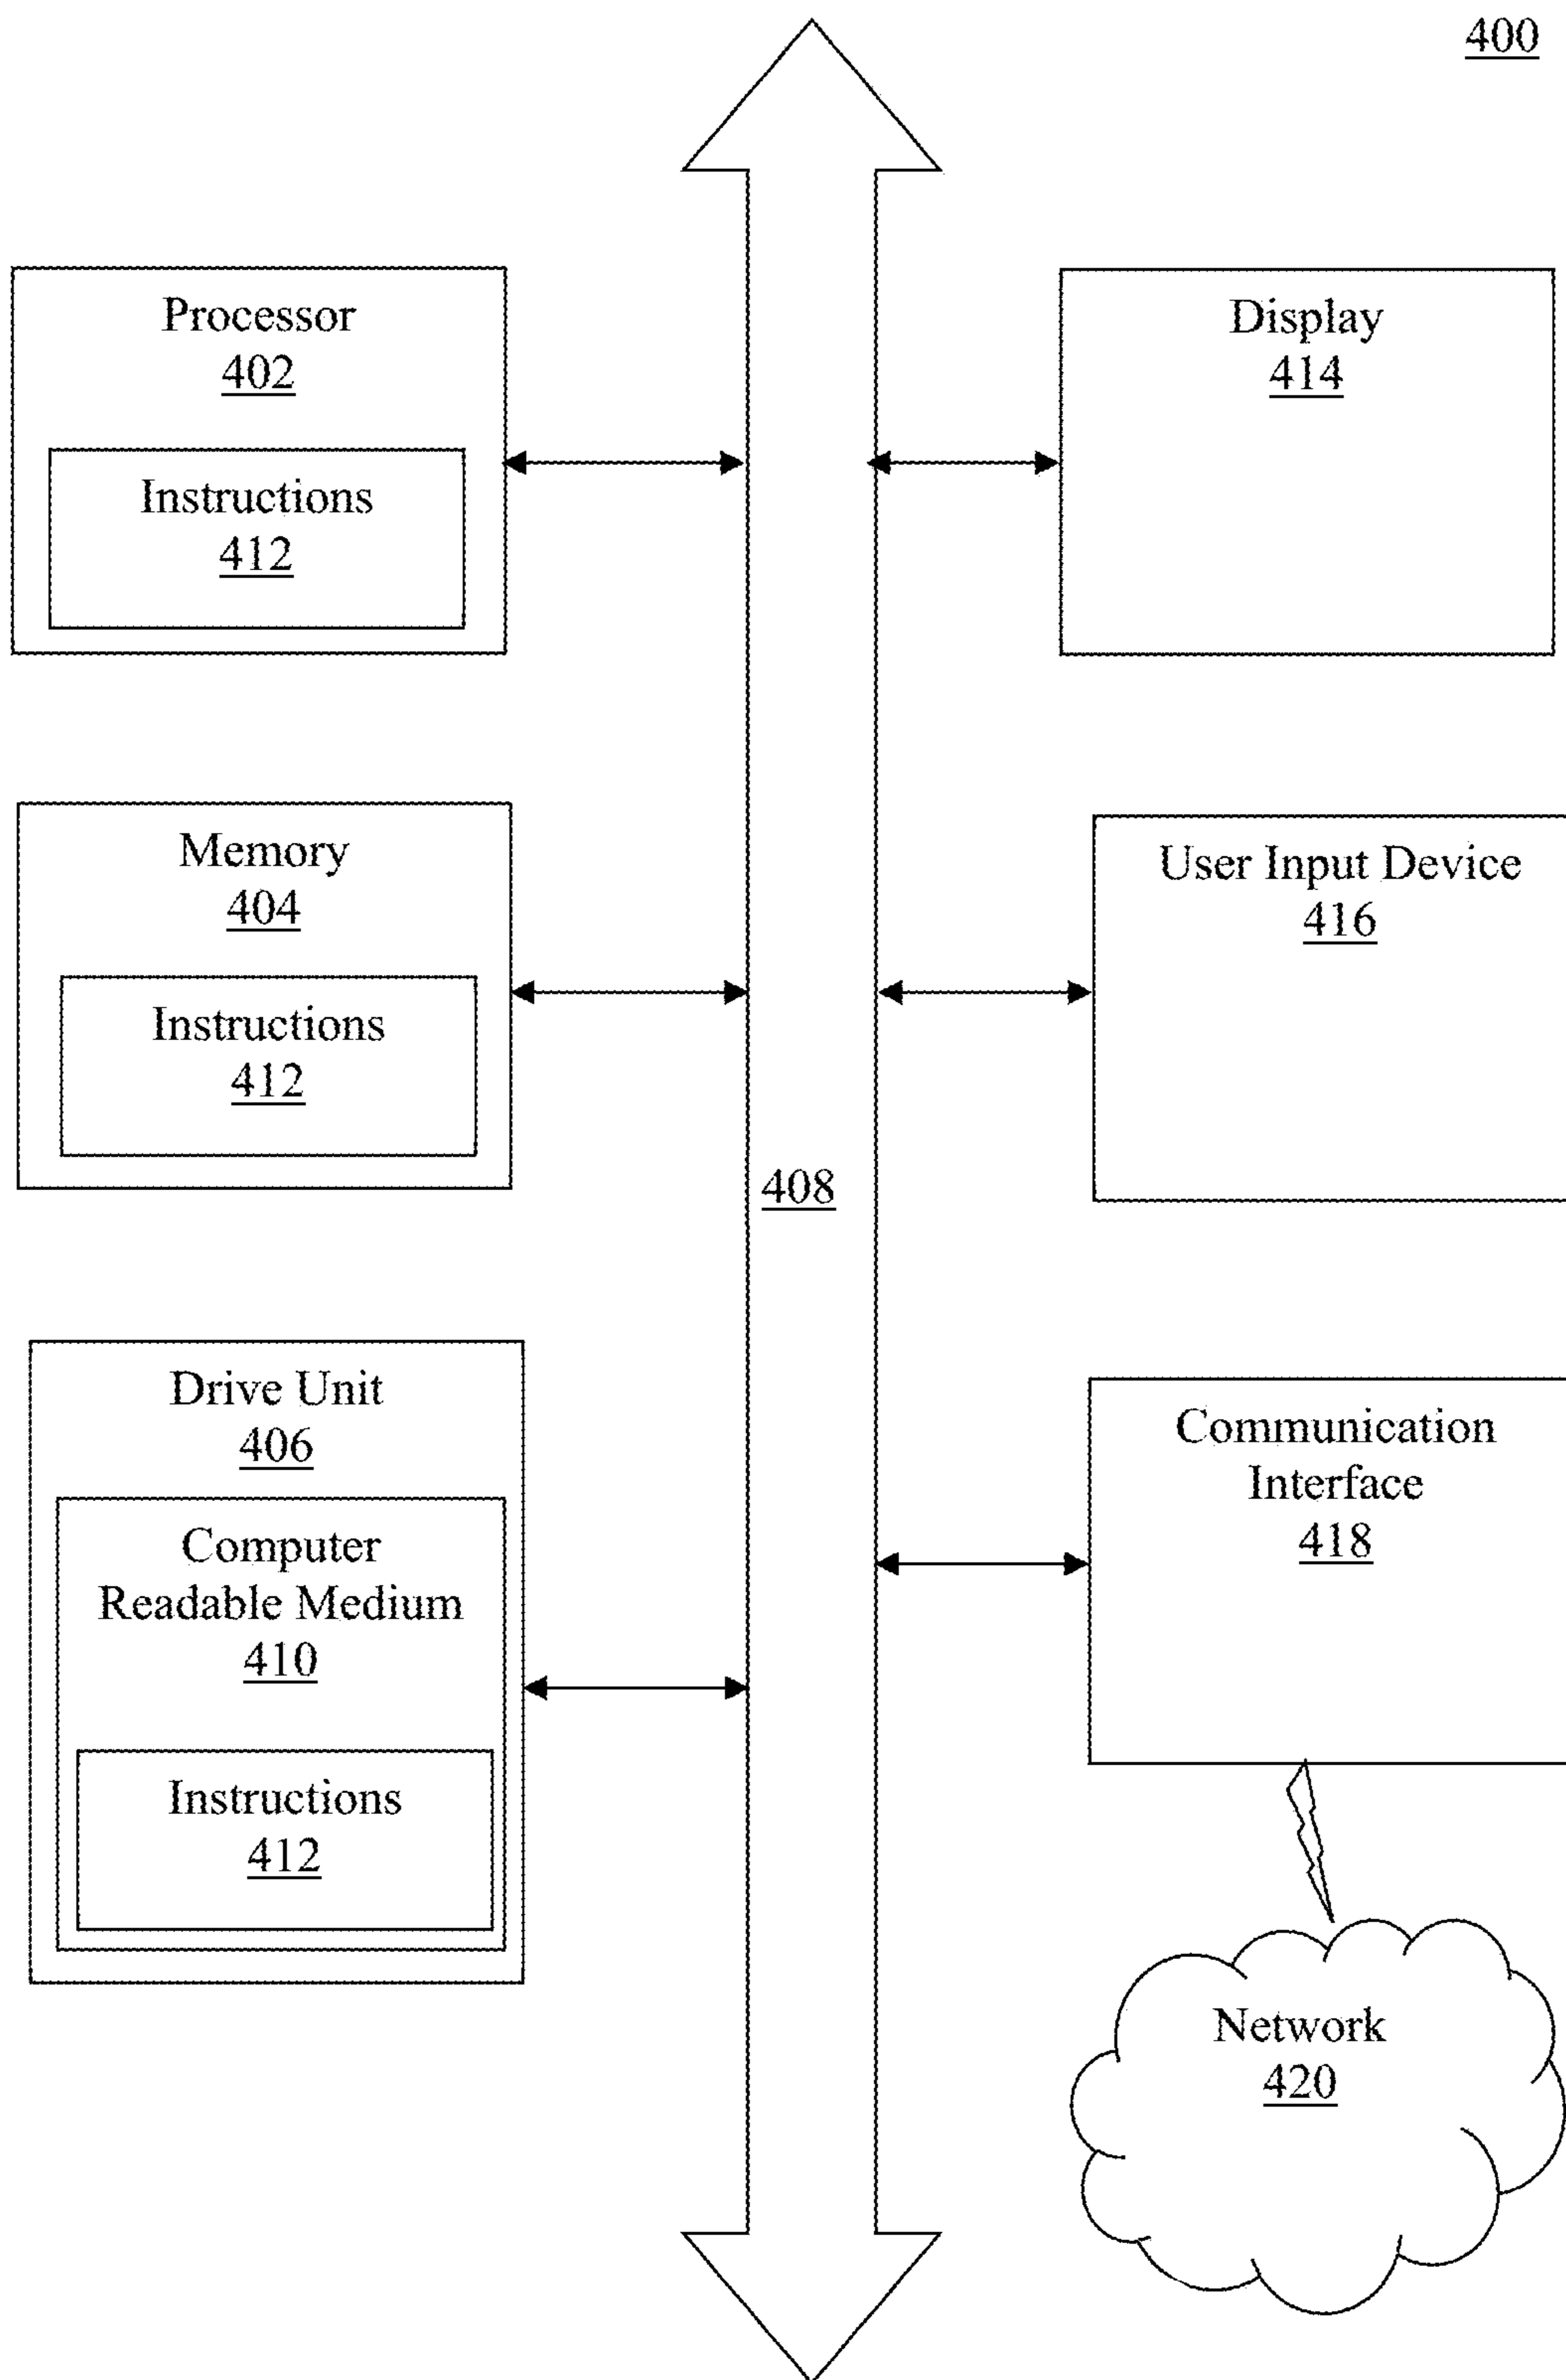 400
Processor
402
Instructions
412
Memory
404
Instructions
412
Drive Unit
406
Computer
Readable Medium
410
Instructions
412
408
Display
414
User Input Device
416
Communication
Interface
418
Network
420